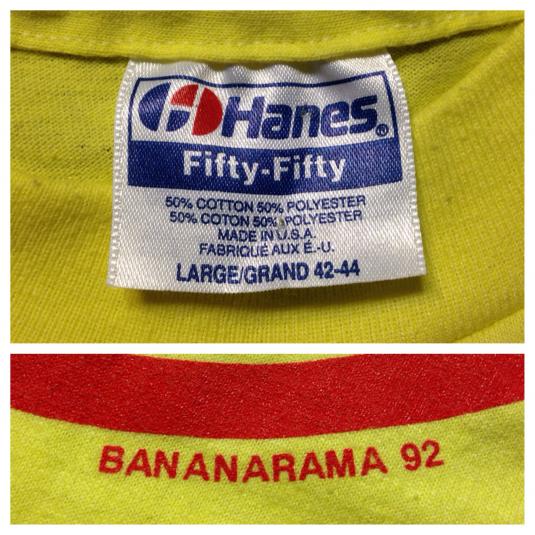 Hanes®
Fifty-Fifty
50% COTTON 50% POLYESTER
50% COTON 50% POLYESTER
MADE IN U.S.A.
FABRIQUÉ AUX É.-U.
LARGE/GRAND 42-44
BANANARAMA 92